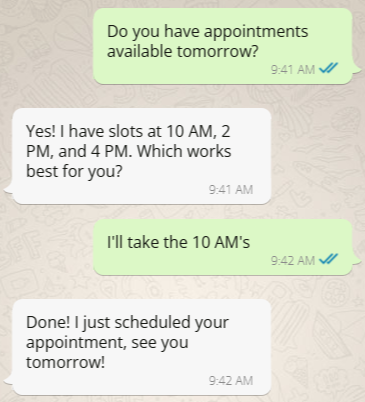 Do you have appointments
available tomorrow?
9:41 AM
Yes! I have slots at 10 AM, 2
PM, and 4 PM. Which works
best for you?
9:41 AM
I'll take the 10 AM's
9:42 AM
Done! I just scheduled your
appointment, see you
tomorrow!
9:42 AM